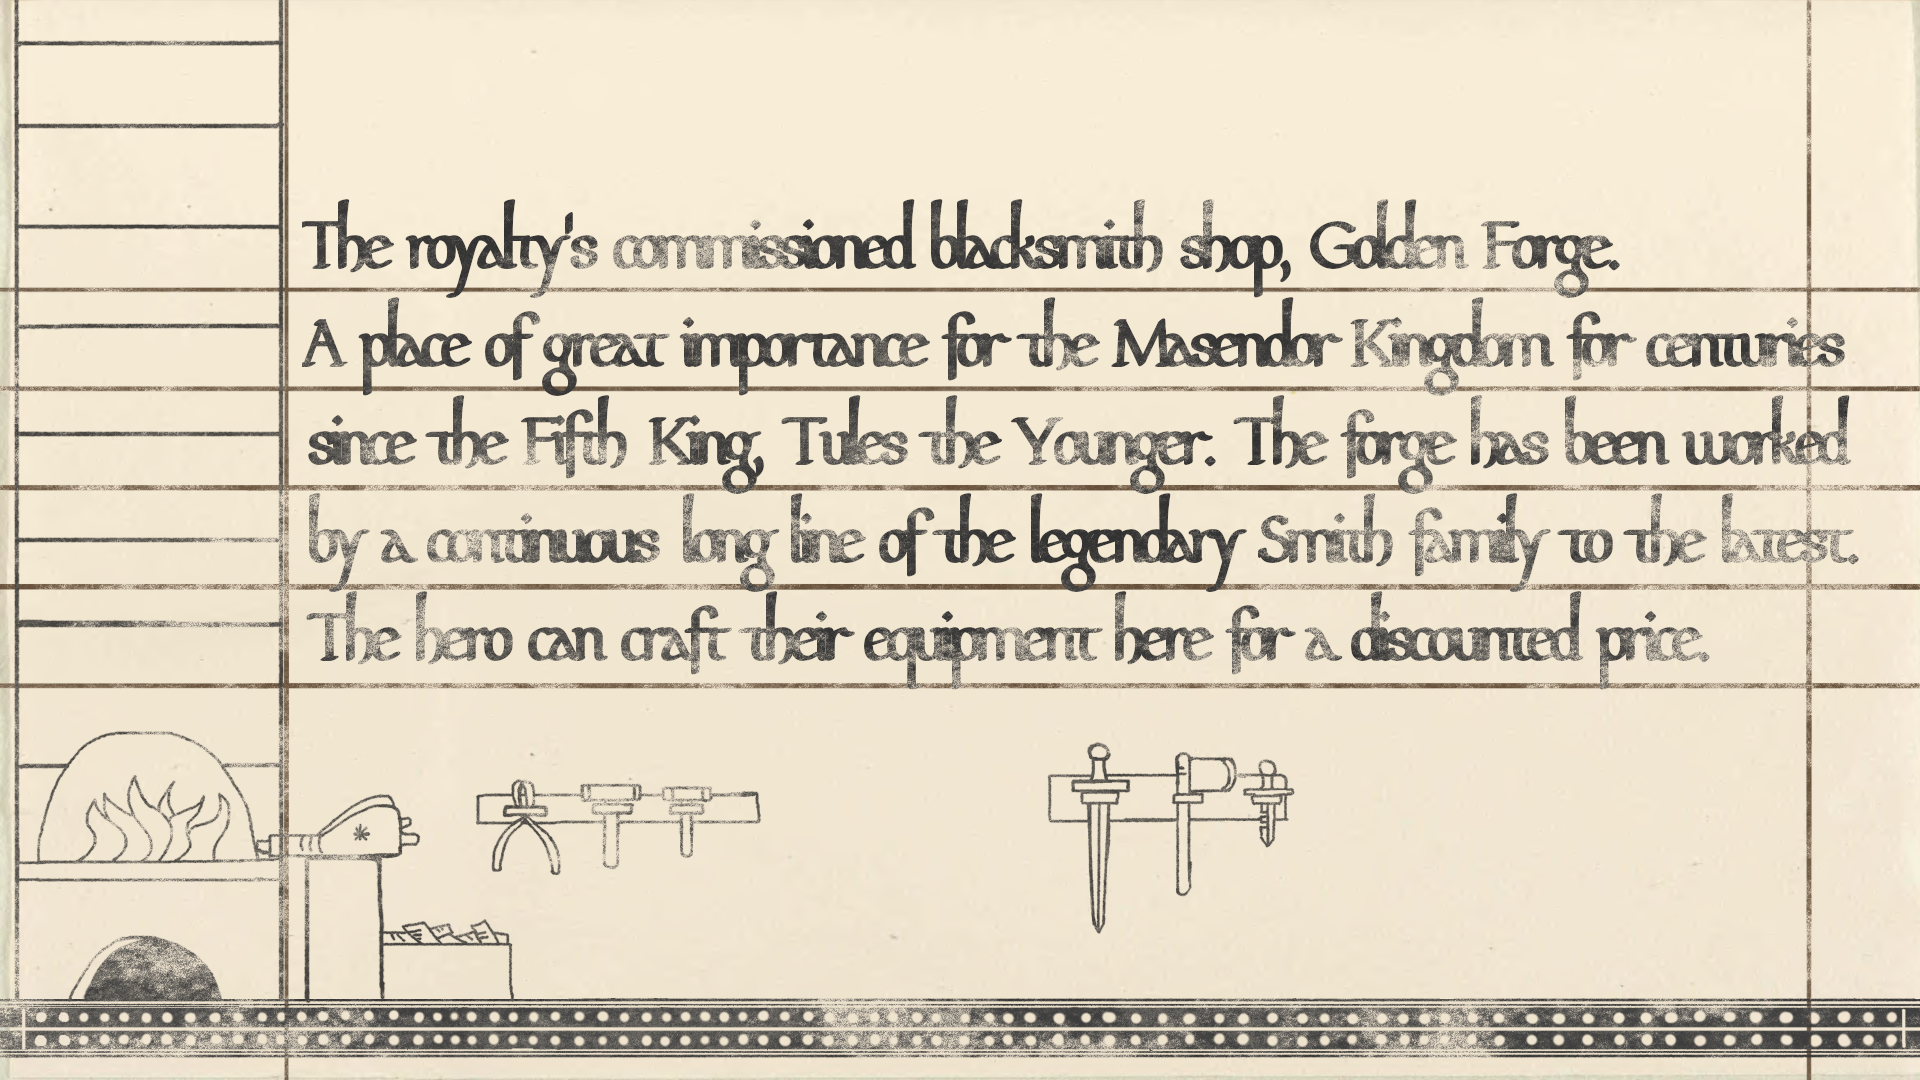 The royalty's commissioned blacksmith shop, Golden Forge.
A place of great importance for the Masendor Kingdom for centuries
since the Fifth King, Tules the Younger. The forge has been worked
by a continuous long line of the legendary Smith family to the latest.
The hero can craft their equipment here for a discounted price.